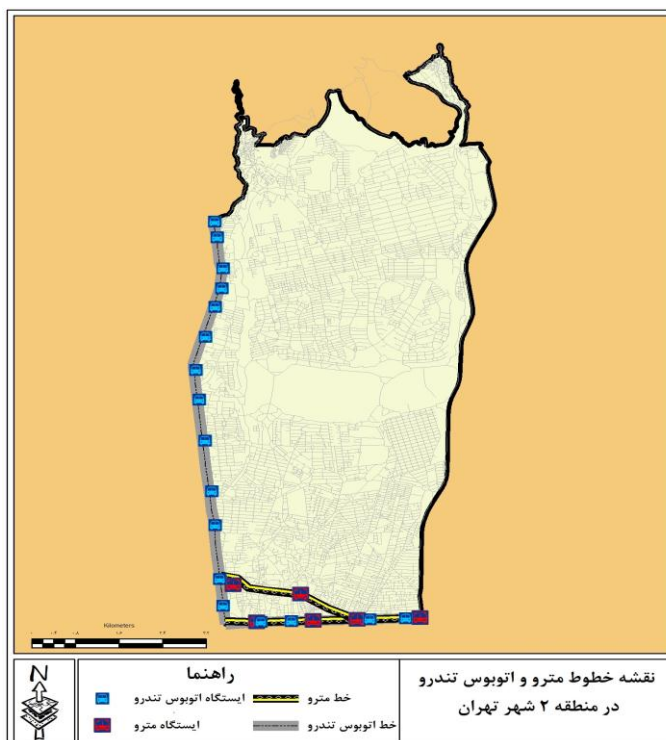 Kilometers
راهنما
ایستگاه اتوبوس تندرو
خط مترو
ایستگاه مترو
خط اتوبوس تندرو
نقشه خطوط مترو و اتوبوس تندرو
در منطقه ۲ شهر تهران
N